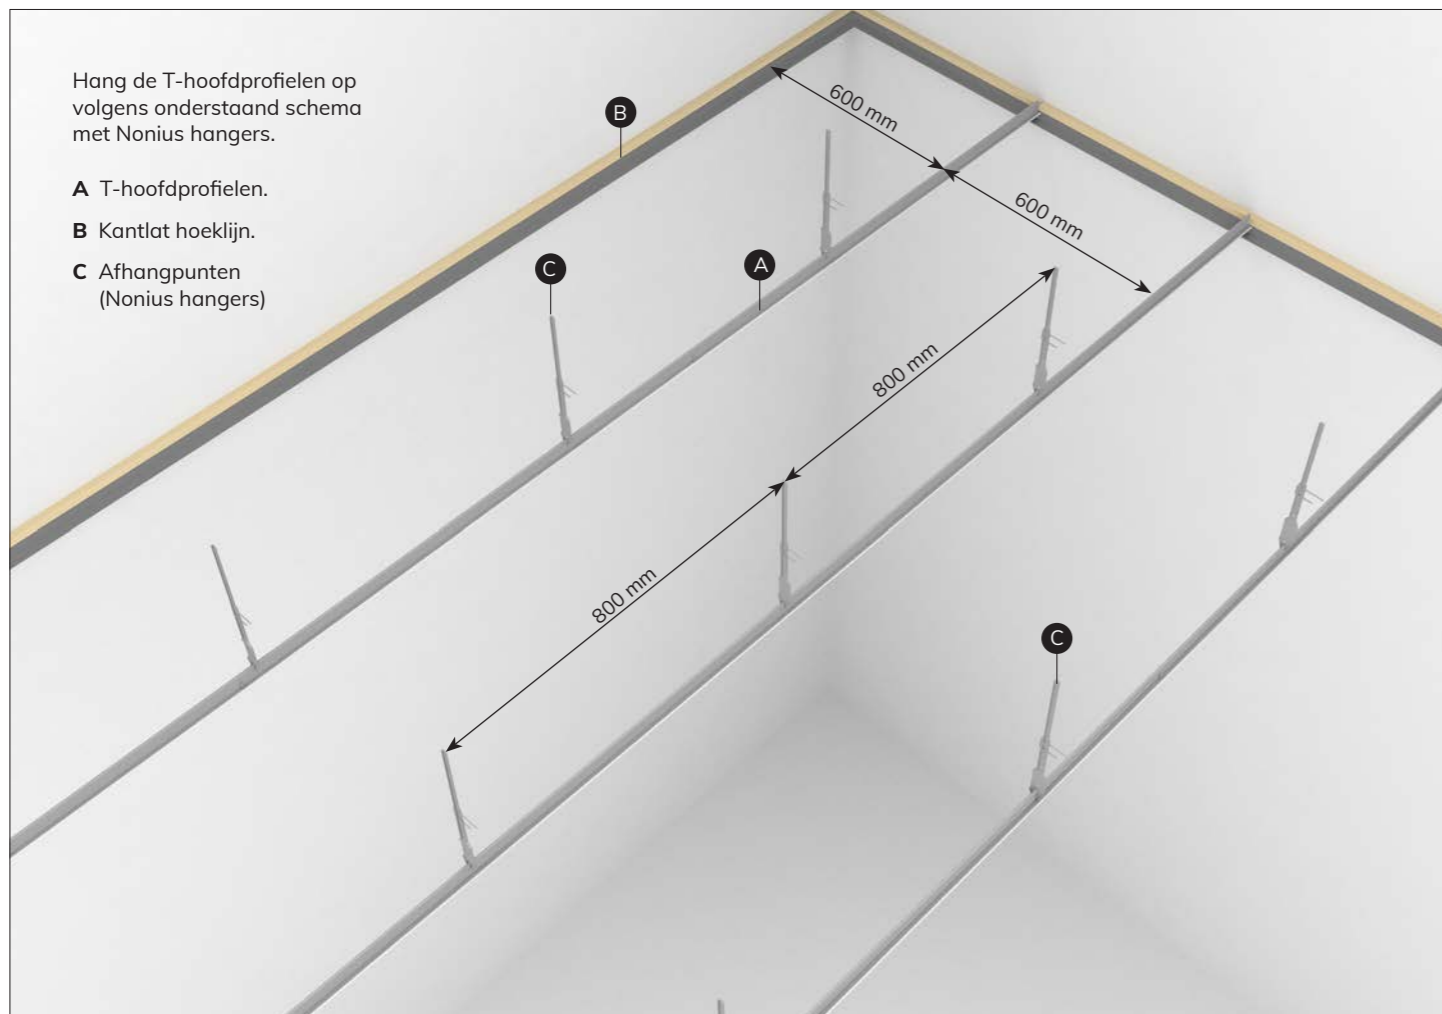 Hang de T-hoofdprofielen op
volgens onderstaand schema
met Nonius hangers.
A T-hoofdprofielen.
B Kantlat hoeklijn.
C Afhangpunten
(Nonius hangers)
B
600 mm
600 mm
C
A
800 mm
800 mm
C